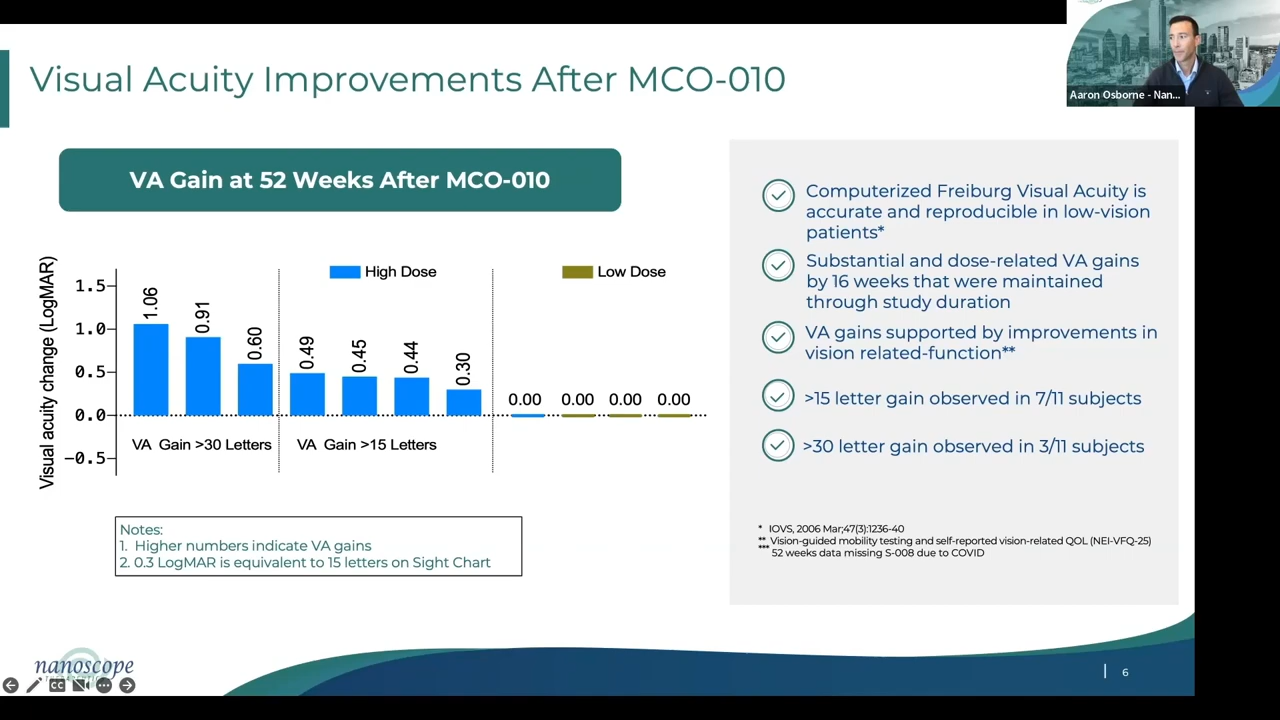 Visual Acuity Improvements After MCO-010
Aaron Osborne - Nan...
VA Gain at 52 Weeks After MCO-010
Visual acuity change (LogMAR)
1.5
1.0
0.5
0.0
−0.5
High Dose
Low Dose
1.06
0.91
0.60
0.49
0.45
0.44
0.30
0.00
0.00
0.00
0.00
VA Gain >30 Letters
VA Gain >15 Letters
Notes:
1. Higher numbers indicate VA gains
2. 0.3 LogMAR is equivalent to 15 letters on Sight Chart
Computerized Freiburg Visual Acuity is
accurate and reproducible in low-vision
patients*
Substantial and dose-related VA gains
by 16 weeks that were maintained
through study duration
VA gains supported by improvements in
vision related-function**
>15 letter gain observed in 7/11 subjects
>30 letter gain observed in 3/11 subjects
* IOVS, 2006 Mar;47(3):1236-40
** Vision-guided mobility testing and self-reported vision-related QOL (NEI-VFQ-25)
*** 52 weeks data missing S-008 due to COVID
nanoscope
CC
6